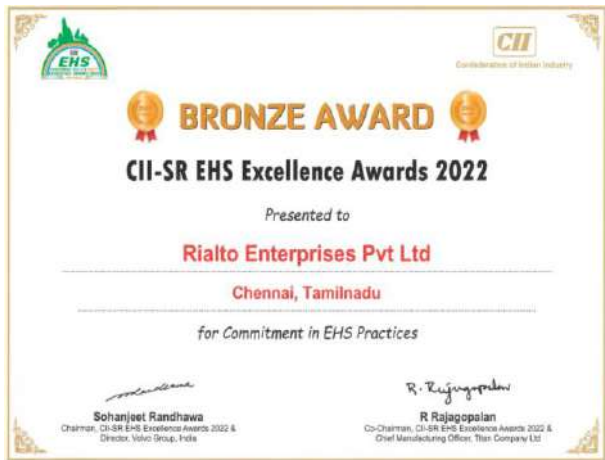 CII
EHS
CII
Confederation of Indian Industry
BRONZE AWARD
CII-SR EHS Excellence Awards 2022
Presented to
Rialto Enterprises Pvt Ltd
Chennai, Tamilnadu
for Commitment in EHS Practices
R. Rajagopalan
Sohanjeet Randhawa
Chairman, CII-SR EHS Excellence Awards 2022 &
Director, Volvo Group, India
R Rajagopalan
Co-Chairman, CII-SR EHS Excellence Awards 2022 &
Chief Manufacturing Officer, Titan Company Ltd